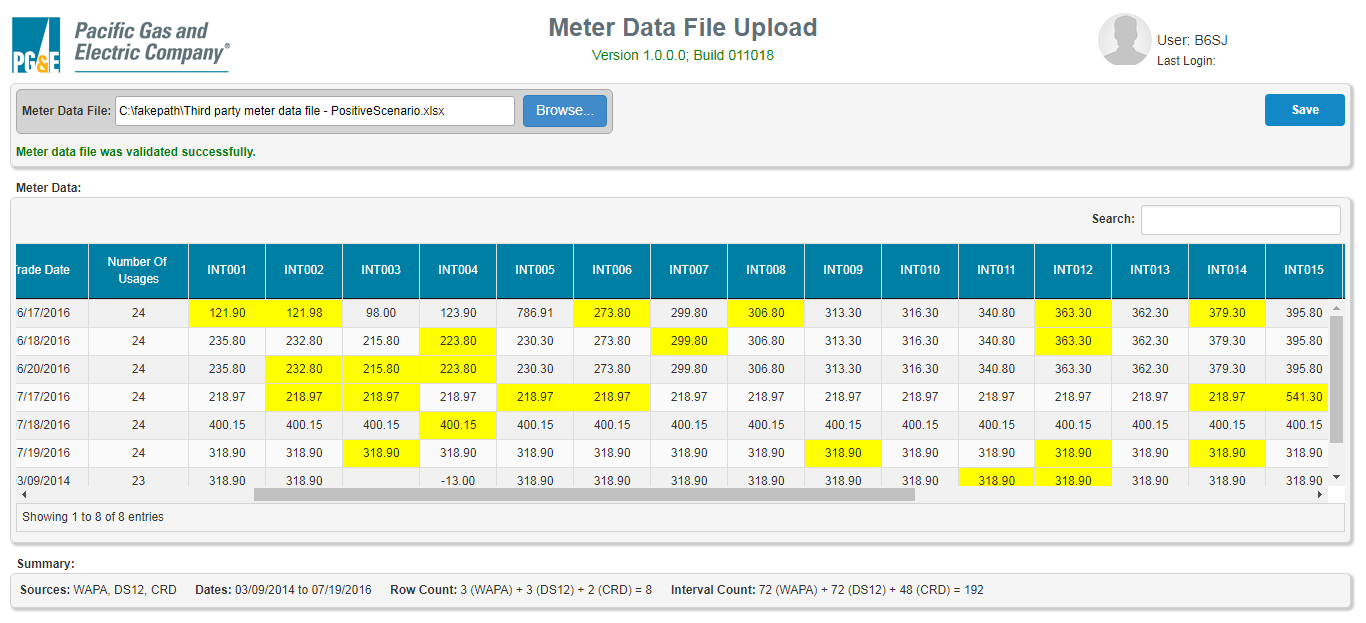 PG&E Pacific Gas and
Electric Company®
Meter Data File Upload
Version 1.0.0.0; Build 011018
User: B6SJ
Last Login:
Meter Data File: C:\fakepath\Third party meter data file - PositiveScenario.xlsx Browse... Save
Meter data file was validated successfully.
Meter Data:
Search:
rade Date Number Of Usages INT001 INT002 INT003 INT004 INT005 INT006 INT007 INT008 INT009 INT010 INT011 INT012 INT013 INT014 INT015
6/17/2016 24 121.90 121.98 98.00 123.90 786.91 273.80 299.80 306.80 313.30 316.30 340.80 363.30 362.30 379.30 395.80
6/18/2016 24 235.80 232.80 215.80 223.80 230.30 273.80 299.80 306.80 313.30 316.30 340.80 363.30 362.30 379.30 395.80
6/20/2016 24 235.80 232.80 215.80 223.80 230.30 273.80 299.80 306.80 313.30 316.30 340.80 363.30 362.30 379.30 395.80
7/17/2016 24 218.97 218.97 218.97 218.97 218.97 218.97 218.97 218.97 218.97 218.97 218.97 218.97 218.97 218.97 541.30
7/18/2016 24 400.15 400.15 400.15 400.15 400.15 400.15 400.15 400.15 400.15 400.15 400.15 400.15 400.15 400.15 400.15
7/19/2016 24 318.90 318.90 318.90 318.90 318.90 318.90 318.90 318.90 318.90 318.90 318.90 318.90 318.90 318.90 318.90
3/09/2014 23 318.90 318.90 -13.00 318.90 318.90 318.90 318.90 318.90 318.90 318.90 318.90 318.90 318.90 318.90
Showing 1 to 8 of 8 entries
Summary:
Sources: WAPA, DS12, CRD Dates: 03/09/2014 to 07/19/2016 Row Count: 3 (WAPA) + 3 (DS12) + 2 (CRD) = 8 Interval Count: 72 (WAPA) + 72 (DS12) + 48 (CRD) = 192